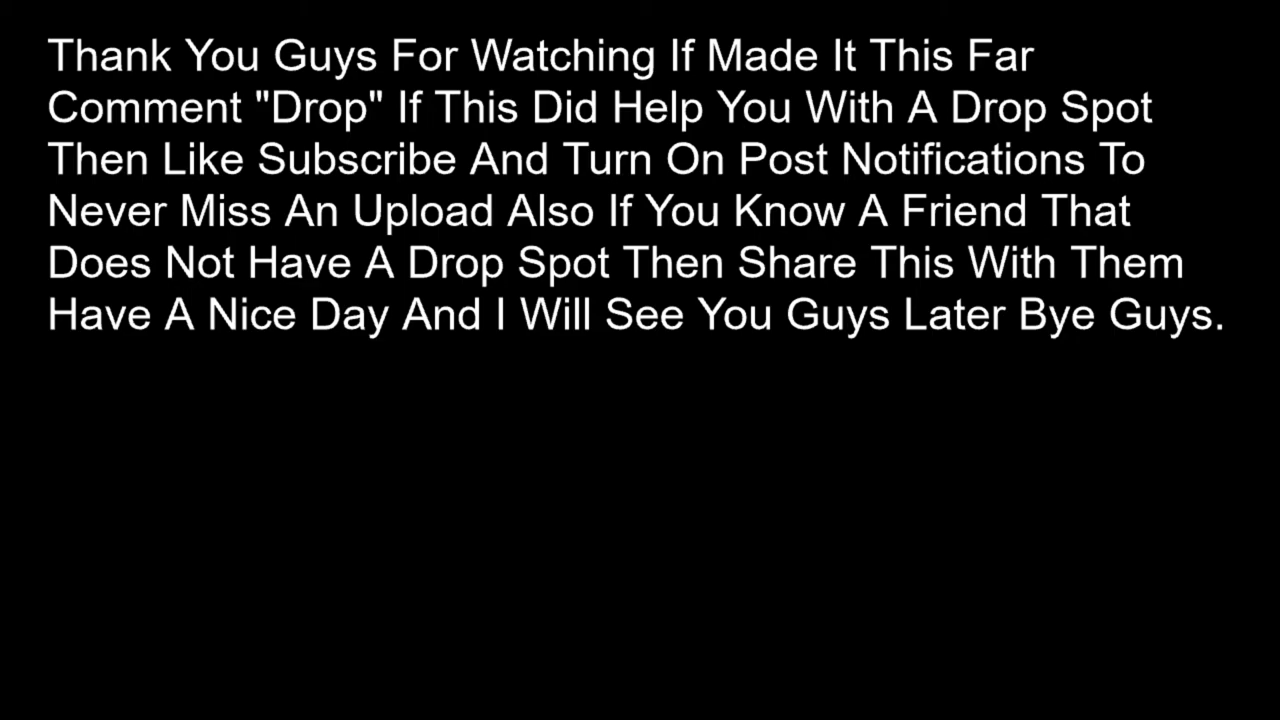 Thank You Guys For Watching If Made It This Far
Comment "Drop" If This Did Help You With A Drop Spot
Then Like Subscribe And Turn On Post Notifications To
Never Miss An Upload Also If You Know A Friend That
Does Not Have A Drop Spot Then Share This With Them
Have A Nice Day And I Will See You Guys Later Bye Guys.